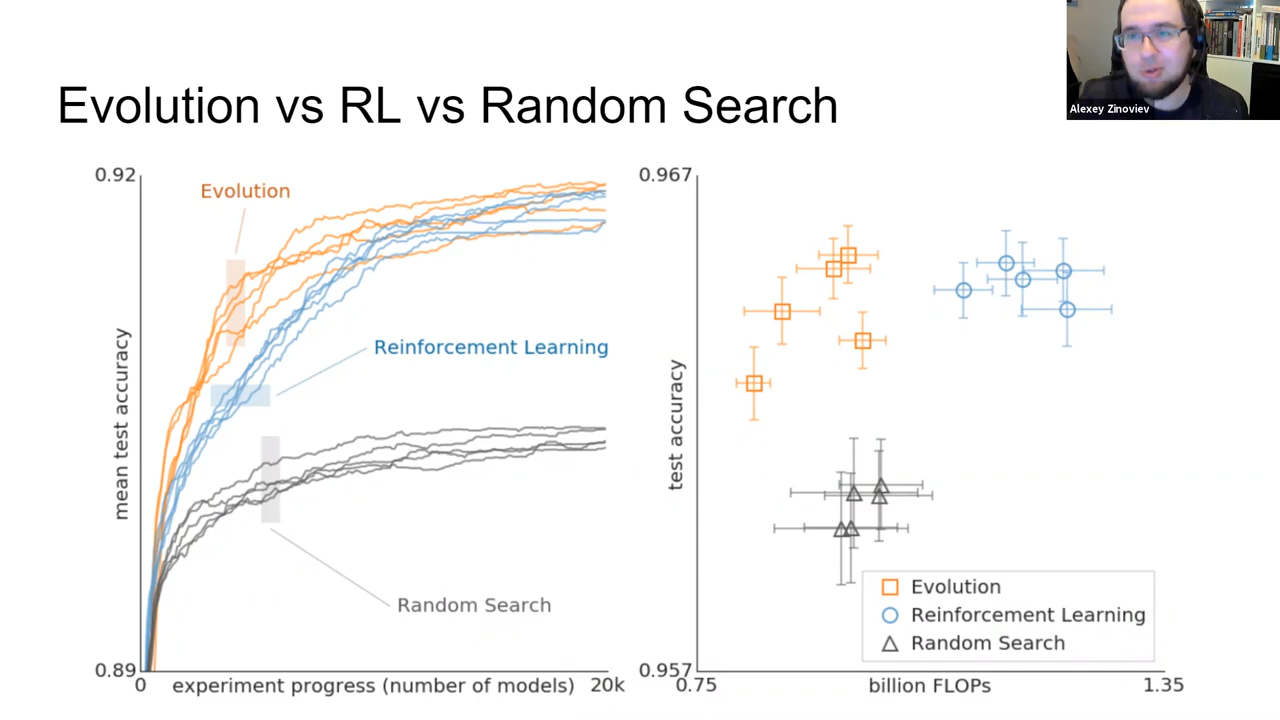 Alexey Zinoviev
Evolution vs RL vs Random Search
0.92
Evolution
Reinforcement Learning
Random Search
mean test accuracy
0.89
0
experiment progress (number of models)
20k
0.967
test accuracy
Evolution
Reinforcement Learning
Random Search
0.957
0.75
billion FLOPs
1.35